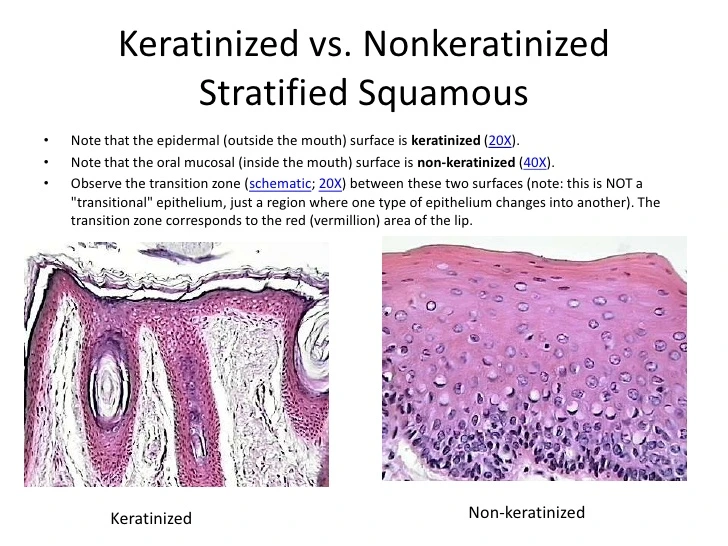 Keratinized vs. Nonkeratinized
Stratified Squamous
• Note that the epidermal (outside the mouth) surface is keratinized (20X).
• Note that the oral mucosal (inside the mouth) surface is non-keratinized (40X).
• Observe the transition zone (schematic; 20X) between these two surfaces (note: this is NOT a
"transitional" epithelium, just a region where one type of epithelium changes into another). The
transition zone corresponds to the red (vermillion) area of the lip.
Keratinized
Non-keratinized